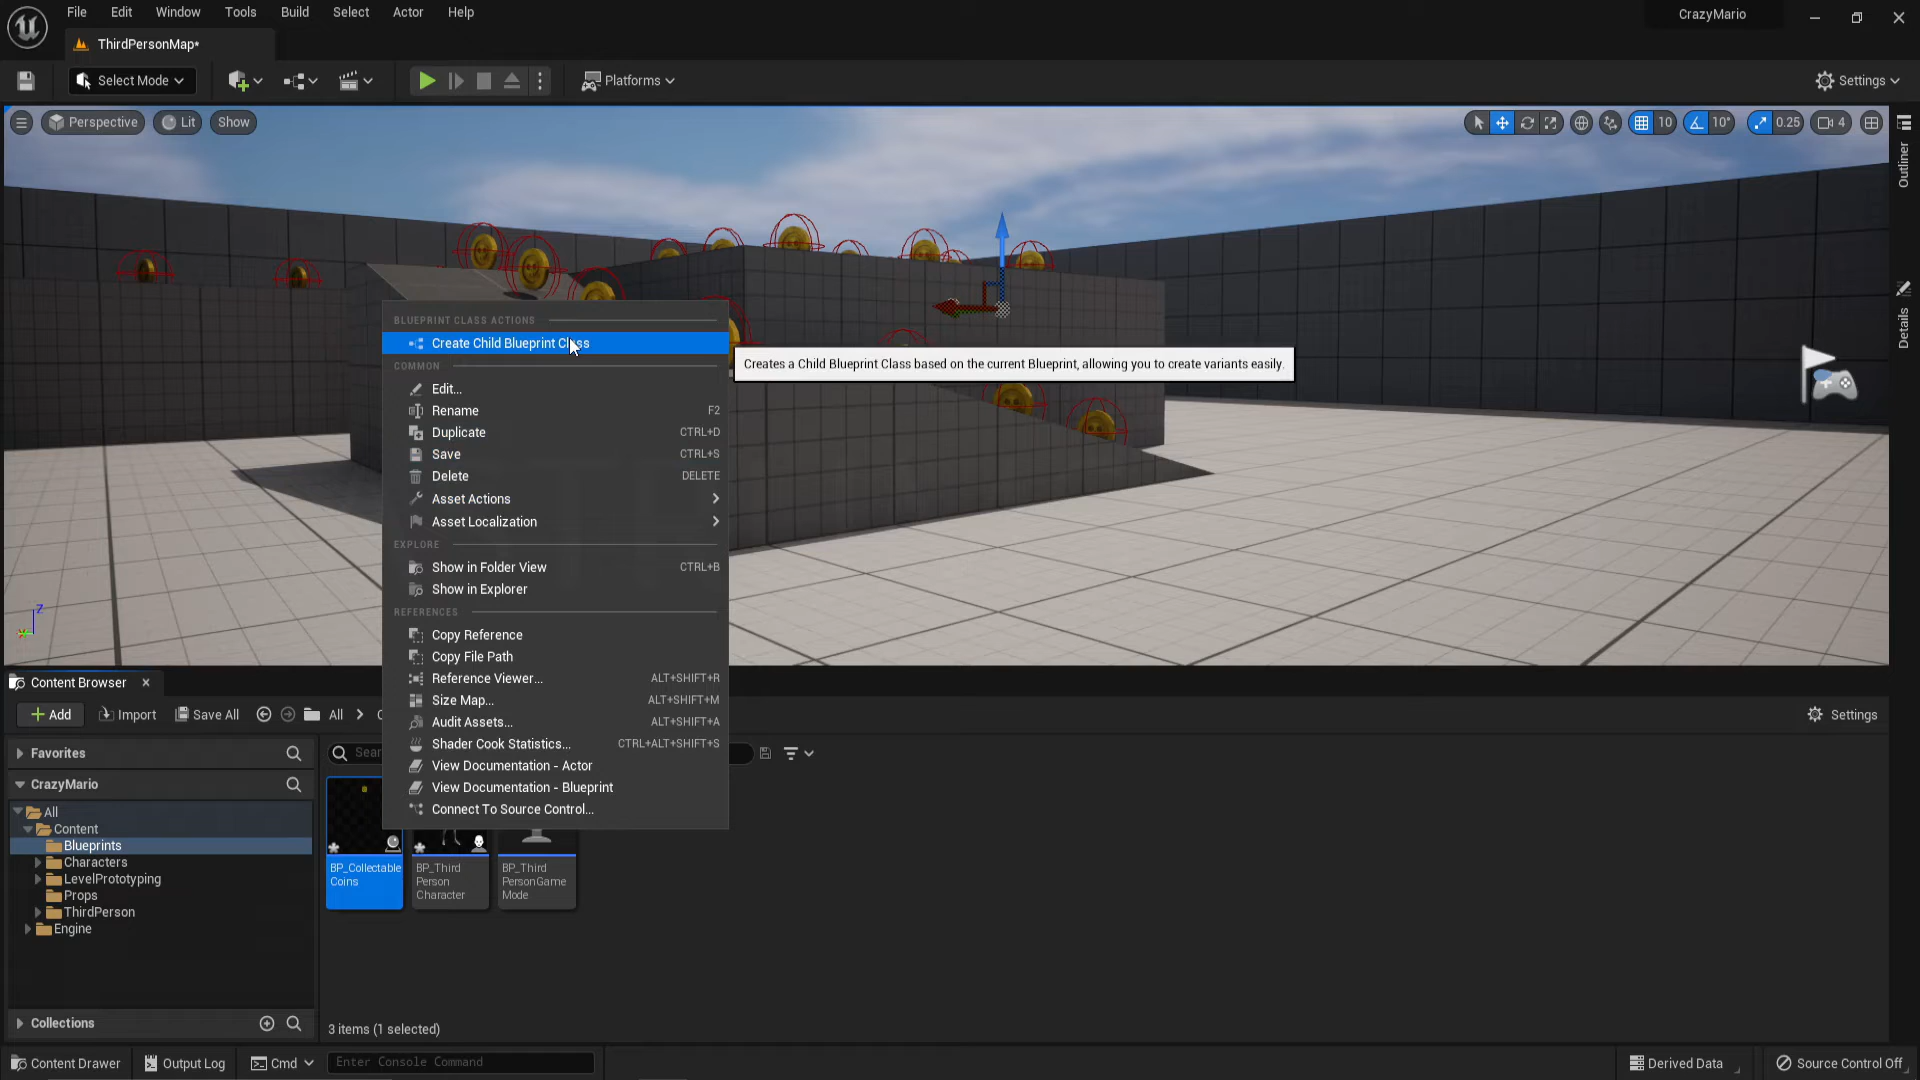 File Edit Window Tools Build Select Actor Help
CrazyMario
ThirdPersonMap*
Select Mode
Platforms
Settings
Perspective Lit Show
10 10° 0.25 4
Outliner
Details
BLUEPRINT CLASS ACTIONS
Create Child Blueprint Class
Creates a Child Blueprint Class based on the current Blueprint, allowing you to create variants easily.
COMMON
Edit...
Rename F2
Duplicate CTRL+D
Save CTRL+S
Delete DELETE
Asset Actions
Asset Localization
EXPLORE
Show in Folder View CTRL+B
Show in Explorer
REFERENCES
Copy Reference
Copy File Path
Reference Viewer... ALT+SHIFT+R
Size Map... ALT+SHIFT+M
Audit Assets... ALT+SHIFT+A
Shader Cook Statistics... CTRL+ALT+SHIFT+S
View Documentation - Actor
View Documentation - Blueprint
Connect To Source Control...
Z
Content Browser
Add Import Save All All
Settings
Favorites
CrazyMario
All
Content
Blueprints
Characters
LevelPrototyping
Props
ThirdPerson
Engine
Collections
BP_Collectable
Coins
BP_Third
Person
Character
BP_Third
PersonGame
Mode
3 items (1 selected)
Content Drawer Output Log Cmd Enter Console Command
Derived Data Source Control Off